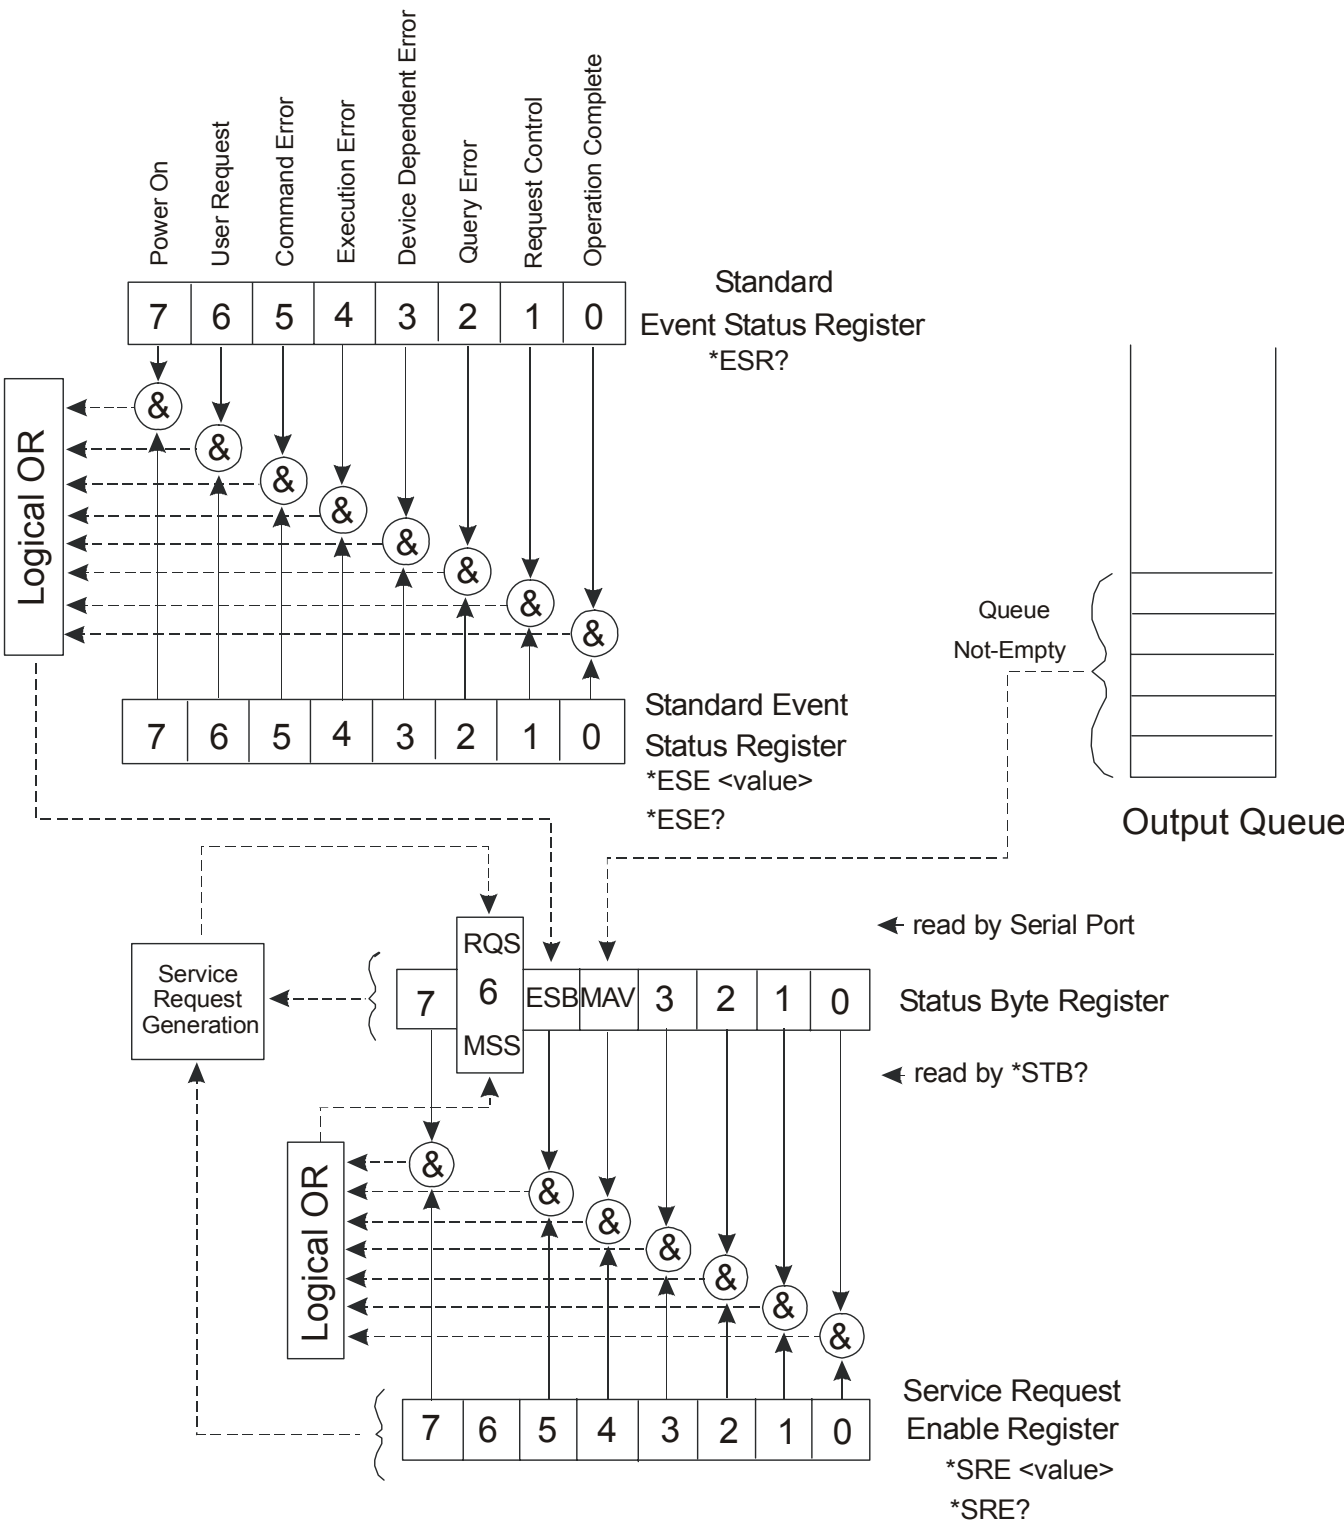 Power On
User Request
Command Error
Execution Error
Device Dependent Error
Query Error
Request Control
Operation Complete
7 6 5 4 3 2 1 0
Standard
Event Status Register
*ESR?
& & & & & & & &
Logical OR
7 6 5 4 3 2 1 0
Standard Event
Status Register
*ESE <value>
*ESE?
Queue
Not-Empty
Output Queue
read by Serial Port
Service
Request
Generation
RQS
7 6 ESB MAV 3 2 1 0
MSS
Status Byte Register
read by *STB?
& & & & & & &
Logical OR
7 6 5 4 3 2 1 0
Service Request
Enable Register
*SRE <value>
*SRE?